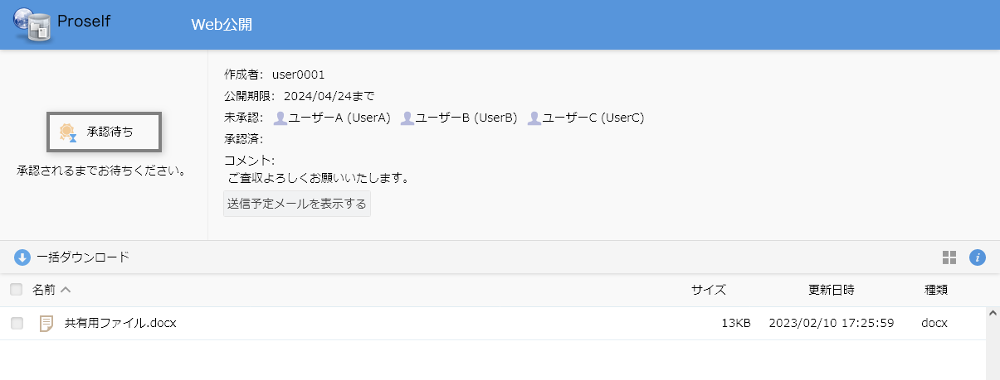 Proself
Web公開
承認待ち
承認されるまでお待ちください。
作成者: user0001
公開期限: 2024/04/24まで
未承認: ユーザーA (UserA) ユーザーB (UserB) ユーザーC (UserC)
承認済:
コメント:
ご査収よろしくお願いいたします。
送信予定メールを表示する
一括ダウンロード
名前 サイズ 更新日時 種類
共有用ファイル.docx 13KB 2023/02/10 17:25:59 docx